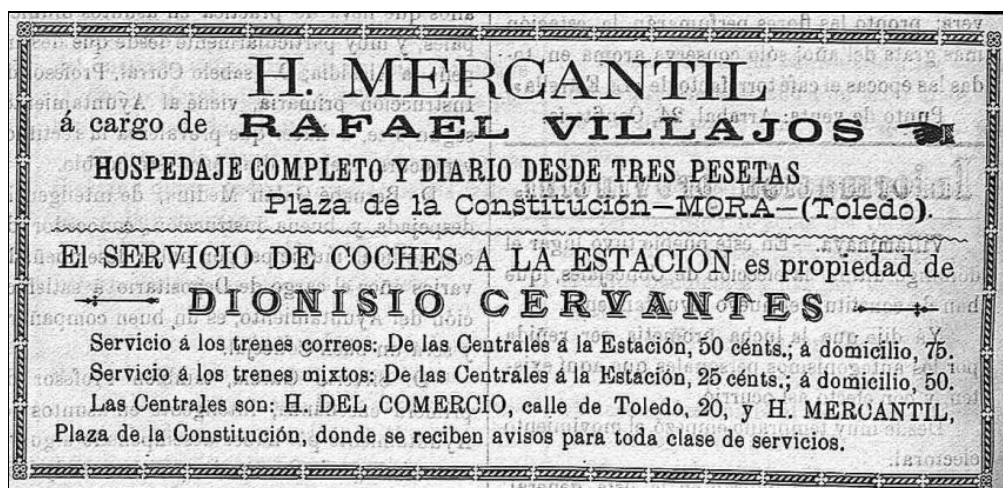 H. MERCANTIL
á cargo de RAFAEL VILLAJOS
HOSPEDAJE COMPLETO Y DIARIO DESDE TRES PESETAS
Plaza de la Constitución—MORA—(Toledo).
El SERVICIO DE COCHES A LA ESTACION es propiedad de
DIONISIO CERVANTES
Servicio á los trenes correos: De las Centrales á la Estación, 50 cénts.; á domicilio, 75.
Servicio á los trenes mixtos: De las Centrales á la Estación, 25 cénts.; á domicilio, 50.
Las Centrales son: H. DEL COMERCIO, calle de Toledo, 20, y H. MERCANTIL,
Plaza de la Constitución, donde se reciben avisos para toda clase de servicios.